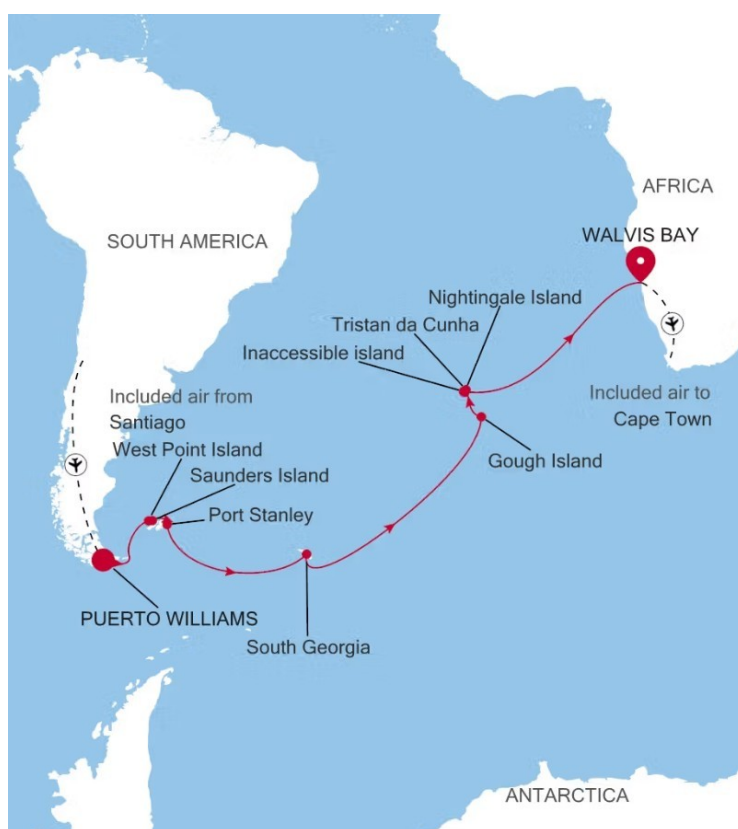 AFRICA
WALVIS BAY
SOUTH AMERICA
Nightingale Island
Tristan da Cunha
Inaccessible island
Included air from
Santiago
Included air to
Cape Town
West Point Island
Gough Island
Saunders Island
Port Stanley
PUERTO WILLIAMS
South Georgia
ANTARCTICA